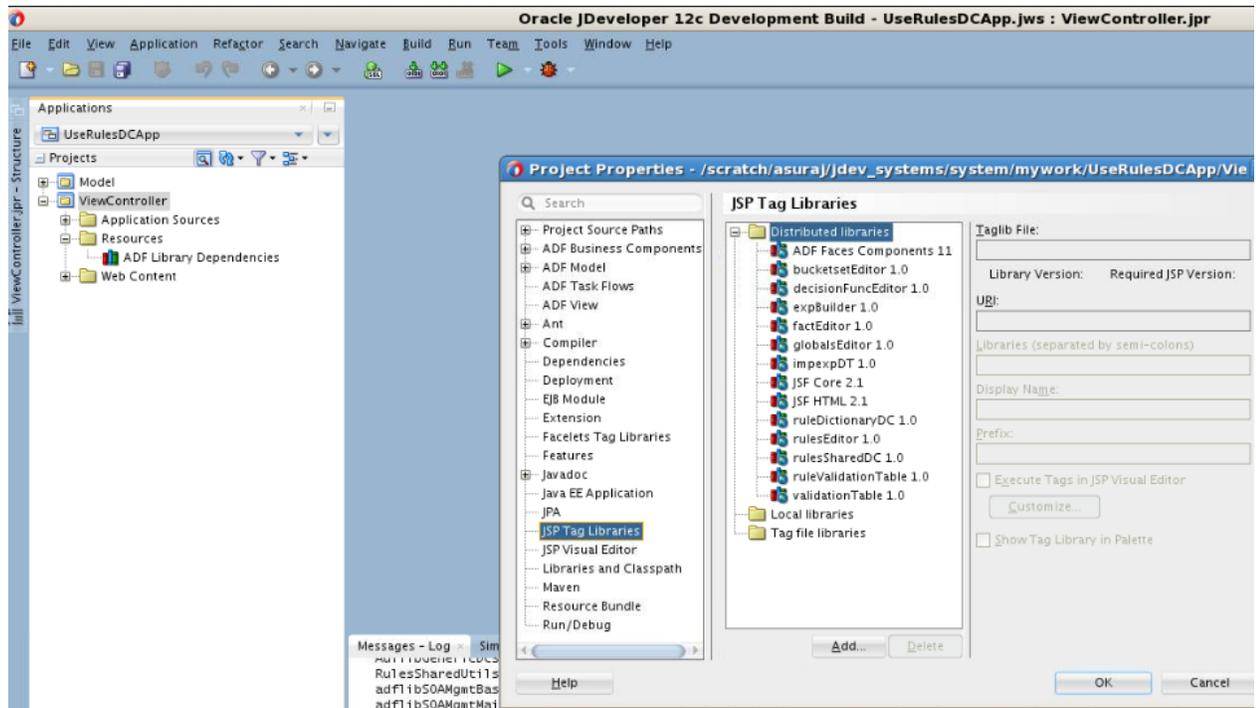 Oracle JDeveloper 12c Development Build - UseRulesDCApp.jws : ViewController.jpr
File Edit View Application Refactor Search Navigate Build Run Team Tools Window Help
ViewController.jpr - Structure
Applications
UseRulesDCApp
Projects
Model
ViewController
Application Sources
Resources
ADF Library Dependencies
Web Content
Project Properties - /scratch/asuraj/jdev_systems/system/mywork/UseRulesDCApp/Vie
Search
Project Source Paths
ADF Business Components
ADF Model
ADF Task Flows
ADF View
Ant
Compiler
Dependencies
Deployment
EJB Module
Extension
Facelets Tag Libraries
Features
Javadoc
Java EE Application
JPA
JSP Tag Libraries
JSP Visual Editor
Libraries and Classpath
Maven
Resource Bundle
Run/Debug
JSP Tag Libraries
Distributed libraries
ADF Faces Components 11
bucketsetEditor 1.0
decisionFuncEditor 1.0
expBuilder 1.0
factEditor 1.0
globalsEditor 1.0
impexpDT 1.0
JSF Core 2.1
JSF HTML 2.1
ruleDictionaryDC 1.0
rulesEditor 1.0
rulesSharedDC 1.0
ruleValidationTable 1.0
validationTable 1.0
Local libraries
Tag file libraries
Add... Delete
Taglib File:
Library Version: Required JSP Version:
URI:
Libraries (separated by semi-colons)
Display Name:
Prefix:
Execute Tags in JSP Visual Editor
Customize...
Show Tag Library in Palette
Help OK Cancel
Messages - Log Sim
RulesSharedUtils
adflibSOAMgmtBas
adflibSOAMgmtMai